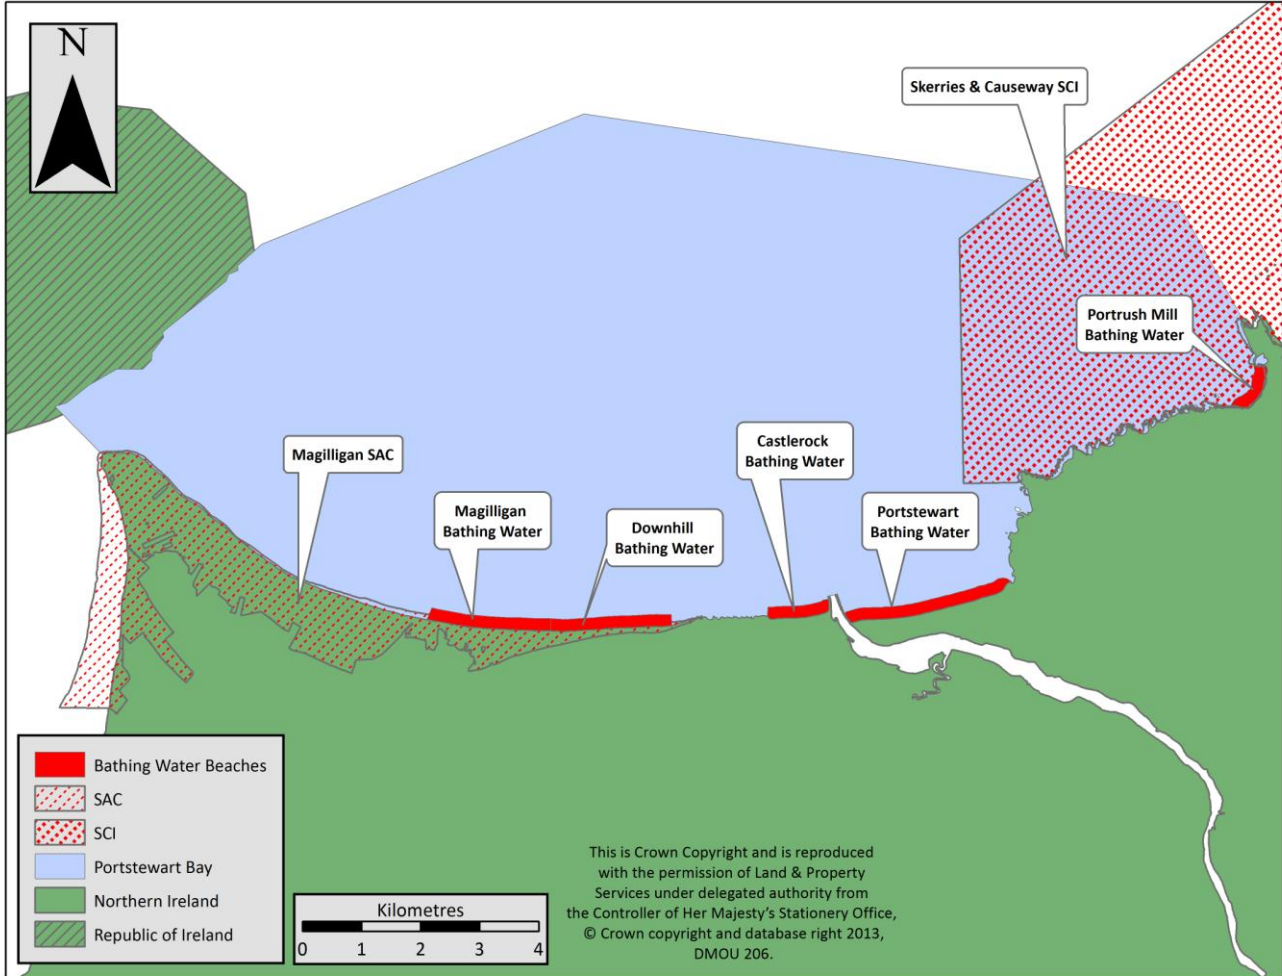 N
Skerries & Causeway SCI
Portrush Mill
Bathing Water
Magilligan SAC
Castlerock
Bathing Water
Magilligan
Bathing Water
Downhill
Bathing Water
Portstewart
Bathing Water
Bathing Water Beaches
SAC
SCI
Portstewart Bay
Northern Ireland
Republic of Ireland
Kilometres
0 1 2 3 4
This is Crown Copyright and is reproduced
with the permission of Land & Property
Services under delegated authority from
the Controller of Her Majesty's Stationery Office,
© Crown copyright and database right 2013,
DMOU 206.